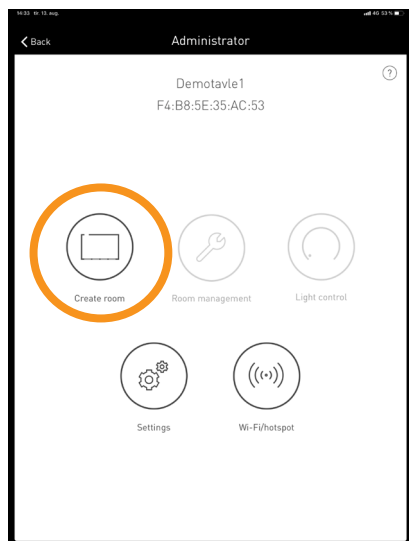 14:33 tir. 13. aug.
4G 53 %
Back
Administrator
?
Demotavle1
F4:B8:5E:35:AC:53
Create room
Room management
Light control
Settings
Wi-Fi/hotspot